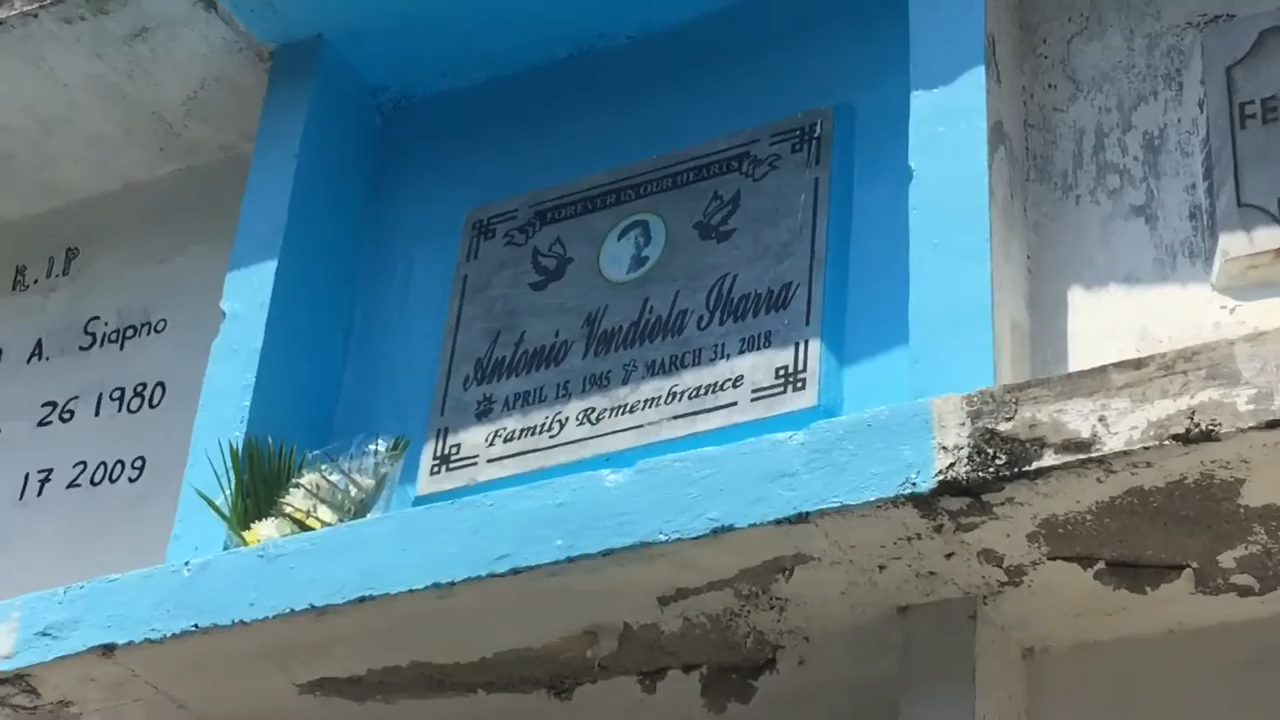 R.I.P
A. Siapno
26 1980
17 2009
FOREVER IN OUR HEARTS
Antonio Vendiola Ibarra
APRIL 15, 1945 MARCH 31, 2018
Family Remembrance
FE